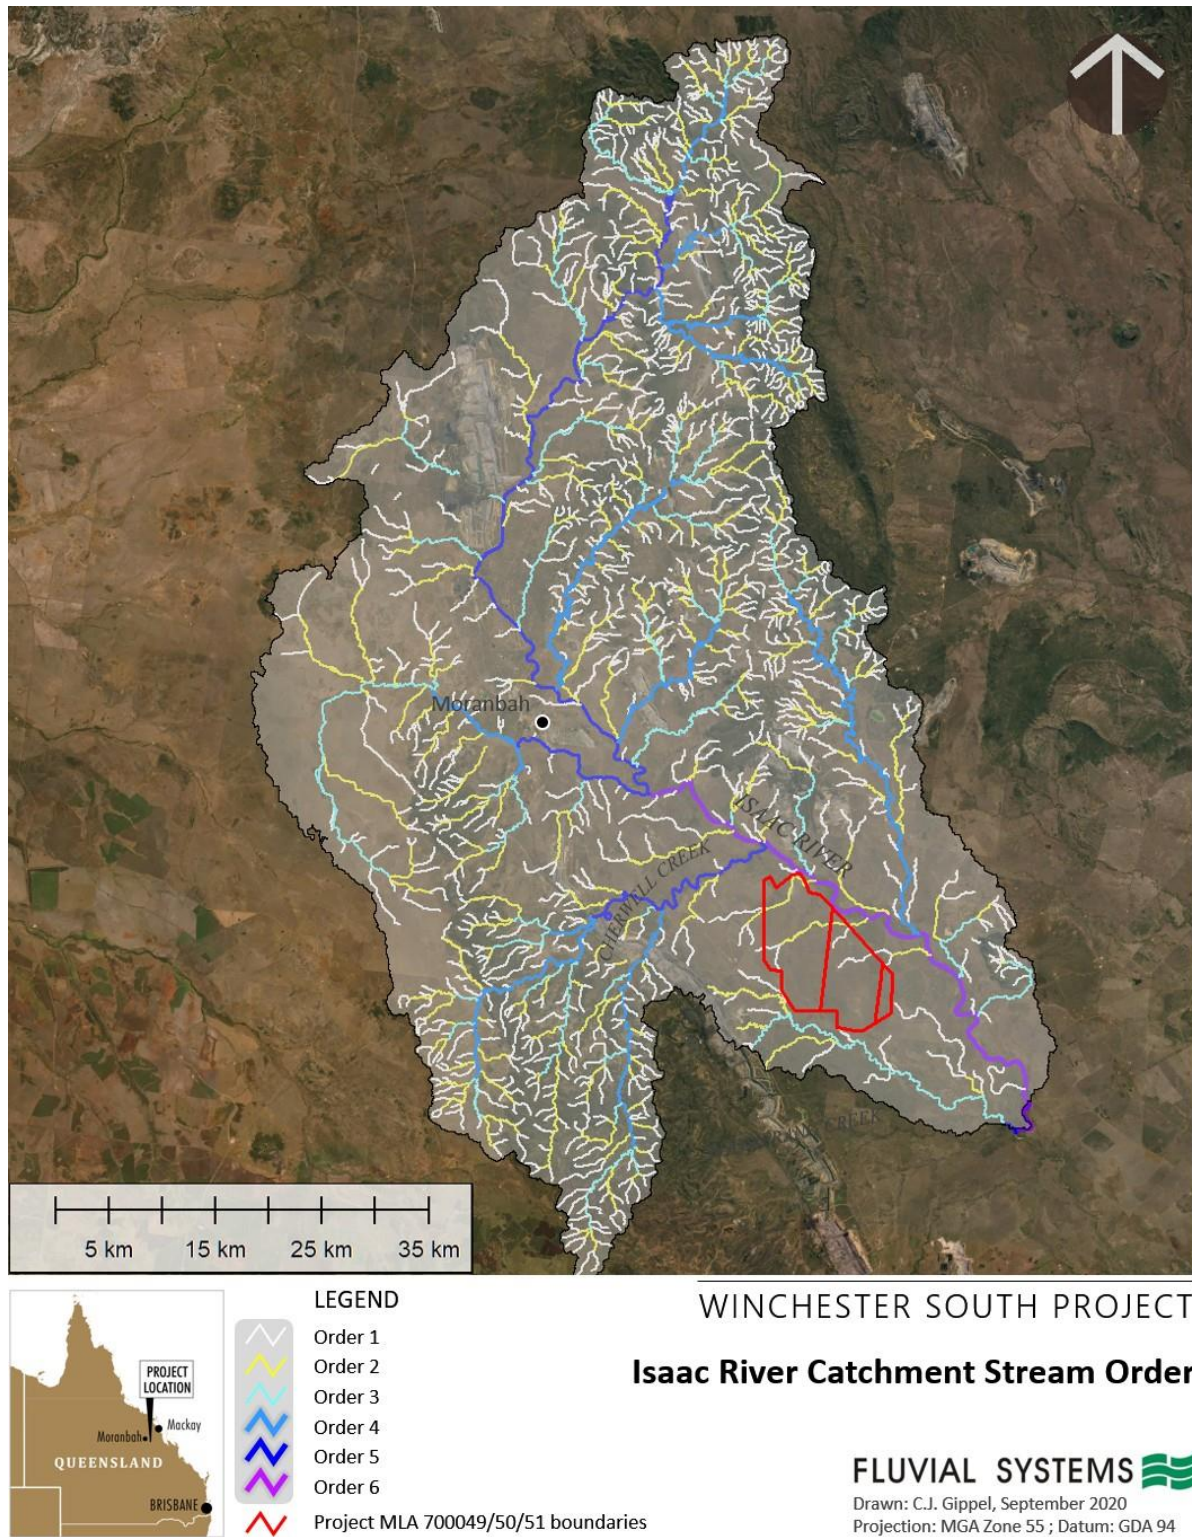 Moranbah
ISAAC RIVER
CHERWELL CREEK
CREEK
5 km 15 km 25 km 35 km
LEGEND
Order 1
Order 2
Order 3
Order 4
Order 5
Order 6
Project MLA 700049/50/51 boundaries
PROJECT
LOCATION
Mackay
Moranbah
QUEENSLAND
BRISBANE
WINCHESTER SOUTH PROJECT
Isaac River Catchment Stream Order
FLUVIAL SYSTEMS
Drawn: C.J. Gippel, September 2020
Projection: MGA Zone 55 ; Datum: GDA 94